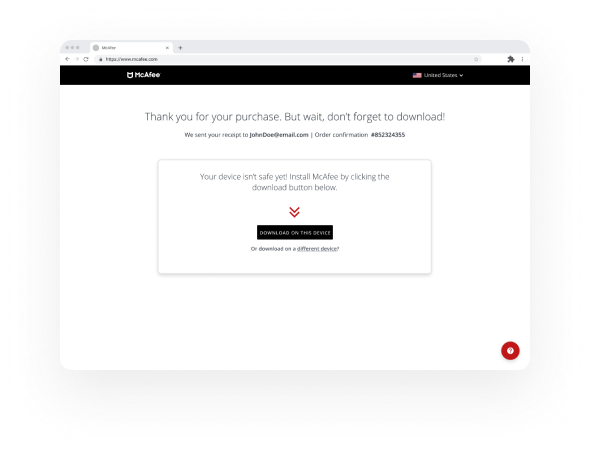 McAfee
https://www.mcafee.com
McAfee
United States
Thank you for your purchase. But wait, don't forget to download!
We sent your receipt to JohnDoe@email.com | Order confirmation #852324355
Your device isn't safe yet! Install McAfee by clicking the
download button below.
DOWNLOAD ON THIS DEVICE
Or download on a different device?